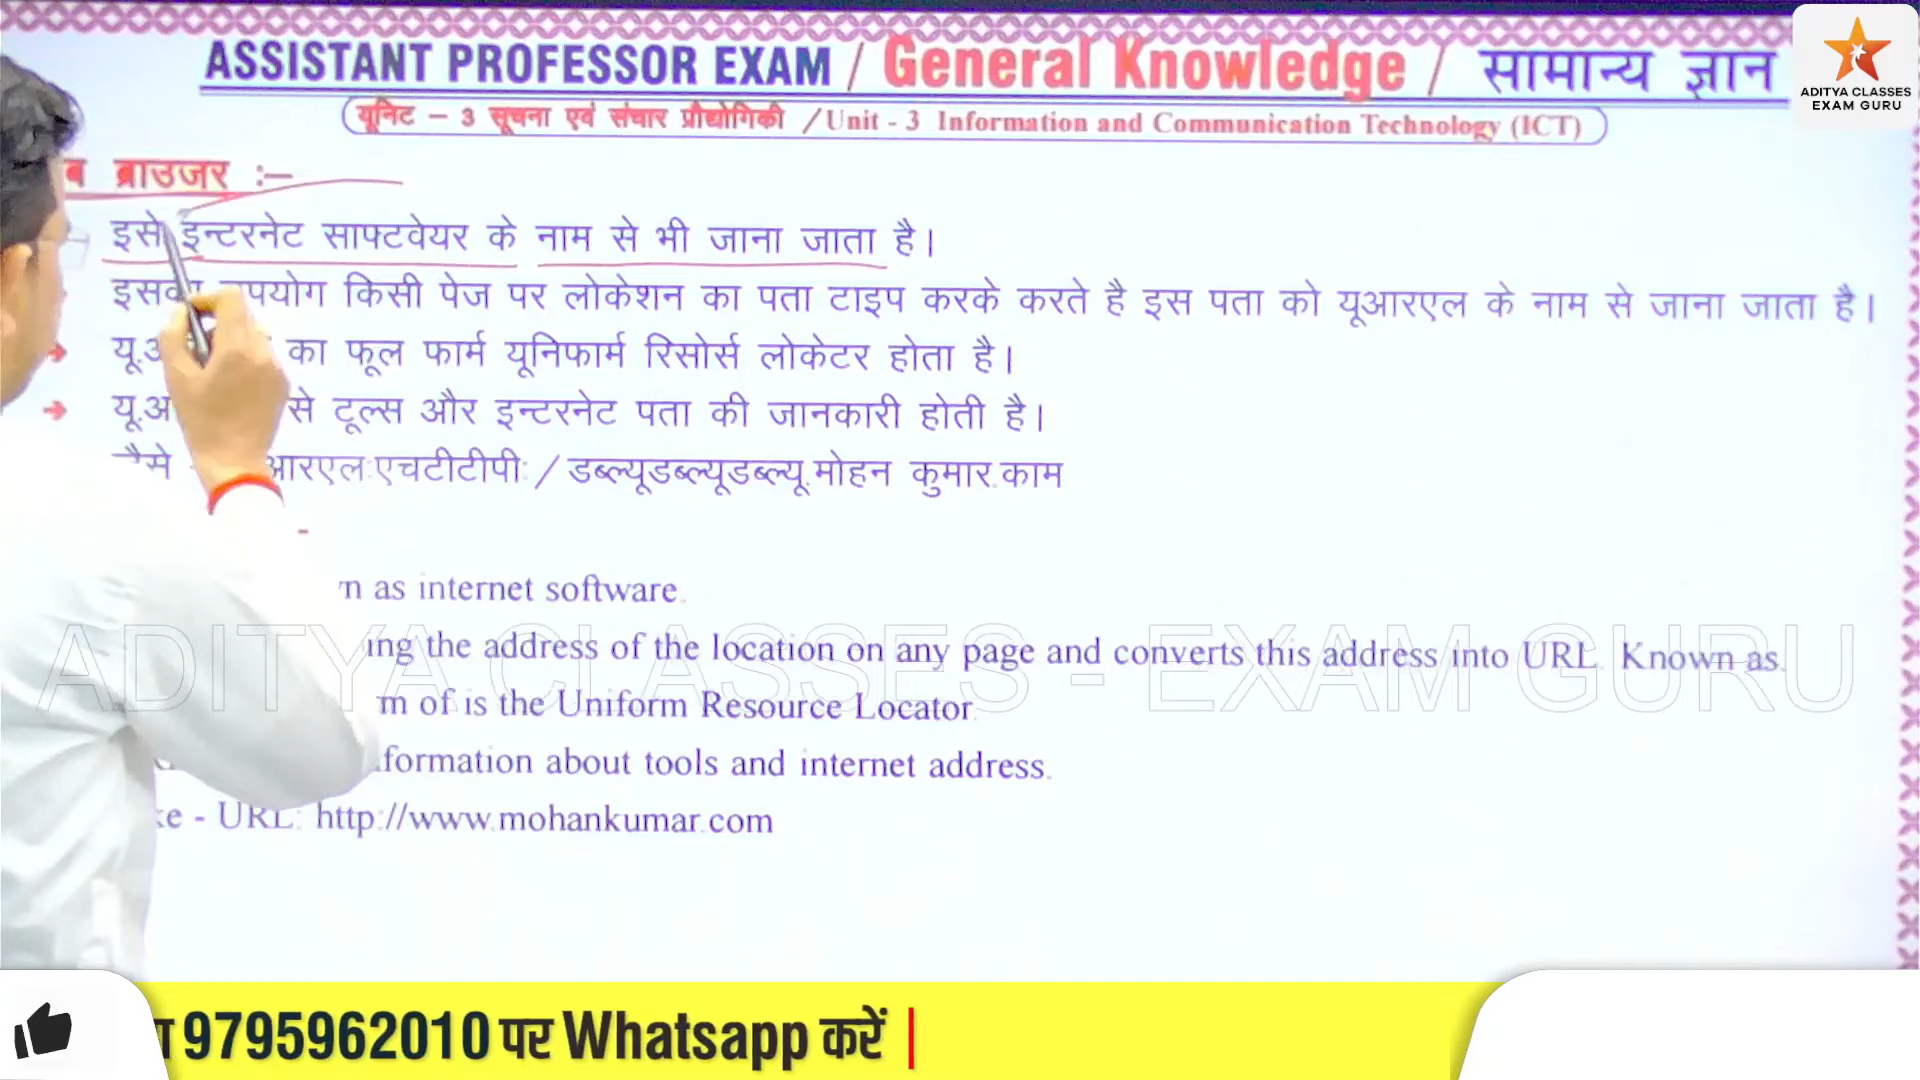 ASSISTANT PROFESSOR EXAM / General Knowledge / सामान्य ज्ञान
ADITYA CLASSES
EXAM GURU
यूनिट – 3 सूचना एवं संचार प्रौद्योगिकी / Unit - 3 Information and Communication Technology (ICT)
ब्राउजर :–
इसे इन्टरनेट साफ्टवेयर के नाम से भी जाना जाता है।
किसी पेज पर लोकेशन का पता टाइप करके करते है इस पता को यूआरएल के नाम से जाना जाता है।
का फूल फार्म यूनिफार्म रिसोर्स लोकेटर होता है।
से टूल्स और इन्टरनेट पता की जानकारी होती है।
आरएल:एचटीटीपी: / डब्ल्यूडब्ल्यूडब्ल्यू.मोहन कुमार.काम
as internet software.
the address of the location on any page and converts this address into URL. Known as.
ADITYA CLASSES - EXAM GURU
of is the Uniform Resource Locator.
about tools and internet address.
- URL: http://www.mohankumar.com
9795962010 पर Whatsapp करें |